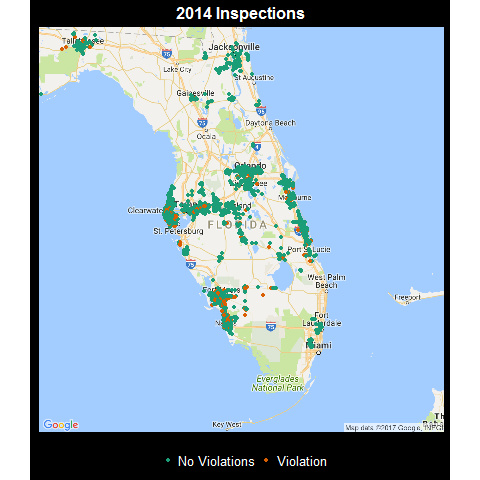 2014 Inspections
Jacksonville
Lake City
St Augustine
Gainesville
Ocala
Daytona Beach
Orlando
Clearwater
St. Petersburg
FLORIDA
Port St Lucie
West Palm
Beach
Freeport
Fort
Lauderdale
Miami
Everglades
National Park
Key West
Google
Map data ©2017 Google, INEGI
No Violations
Violation